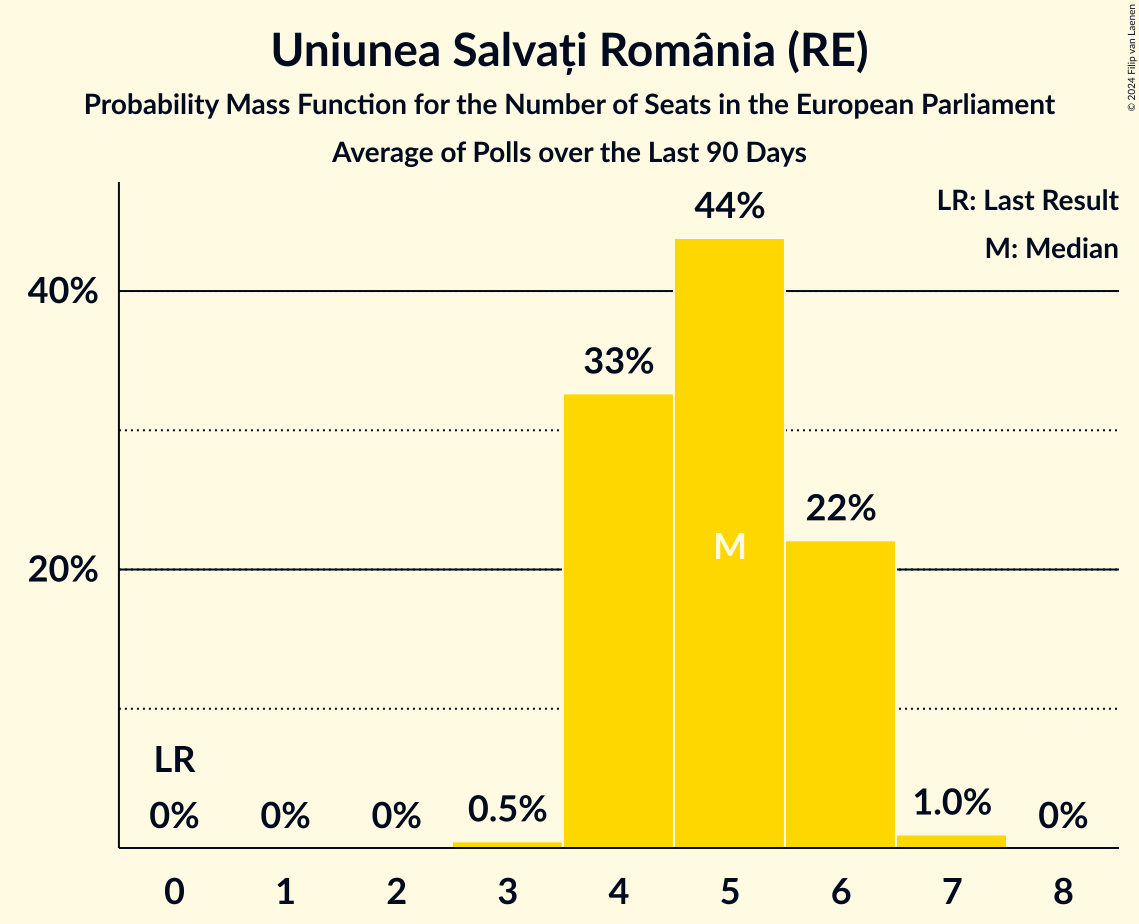 Uniunea Salvați România (RE)
Probability Mass Function for the Number of Seats in the European Parliament
Average of Polls over the Last 90 Days
© 2024 Filip van Laenen
LR: Last Result
M: Median
44%
40%
33%
22%
M
20%
LR
0% 0% 0% 0.5% 1.0% 0%
0 1 2 3 4 5 6 7 8